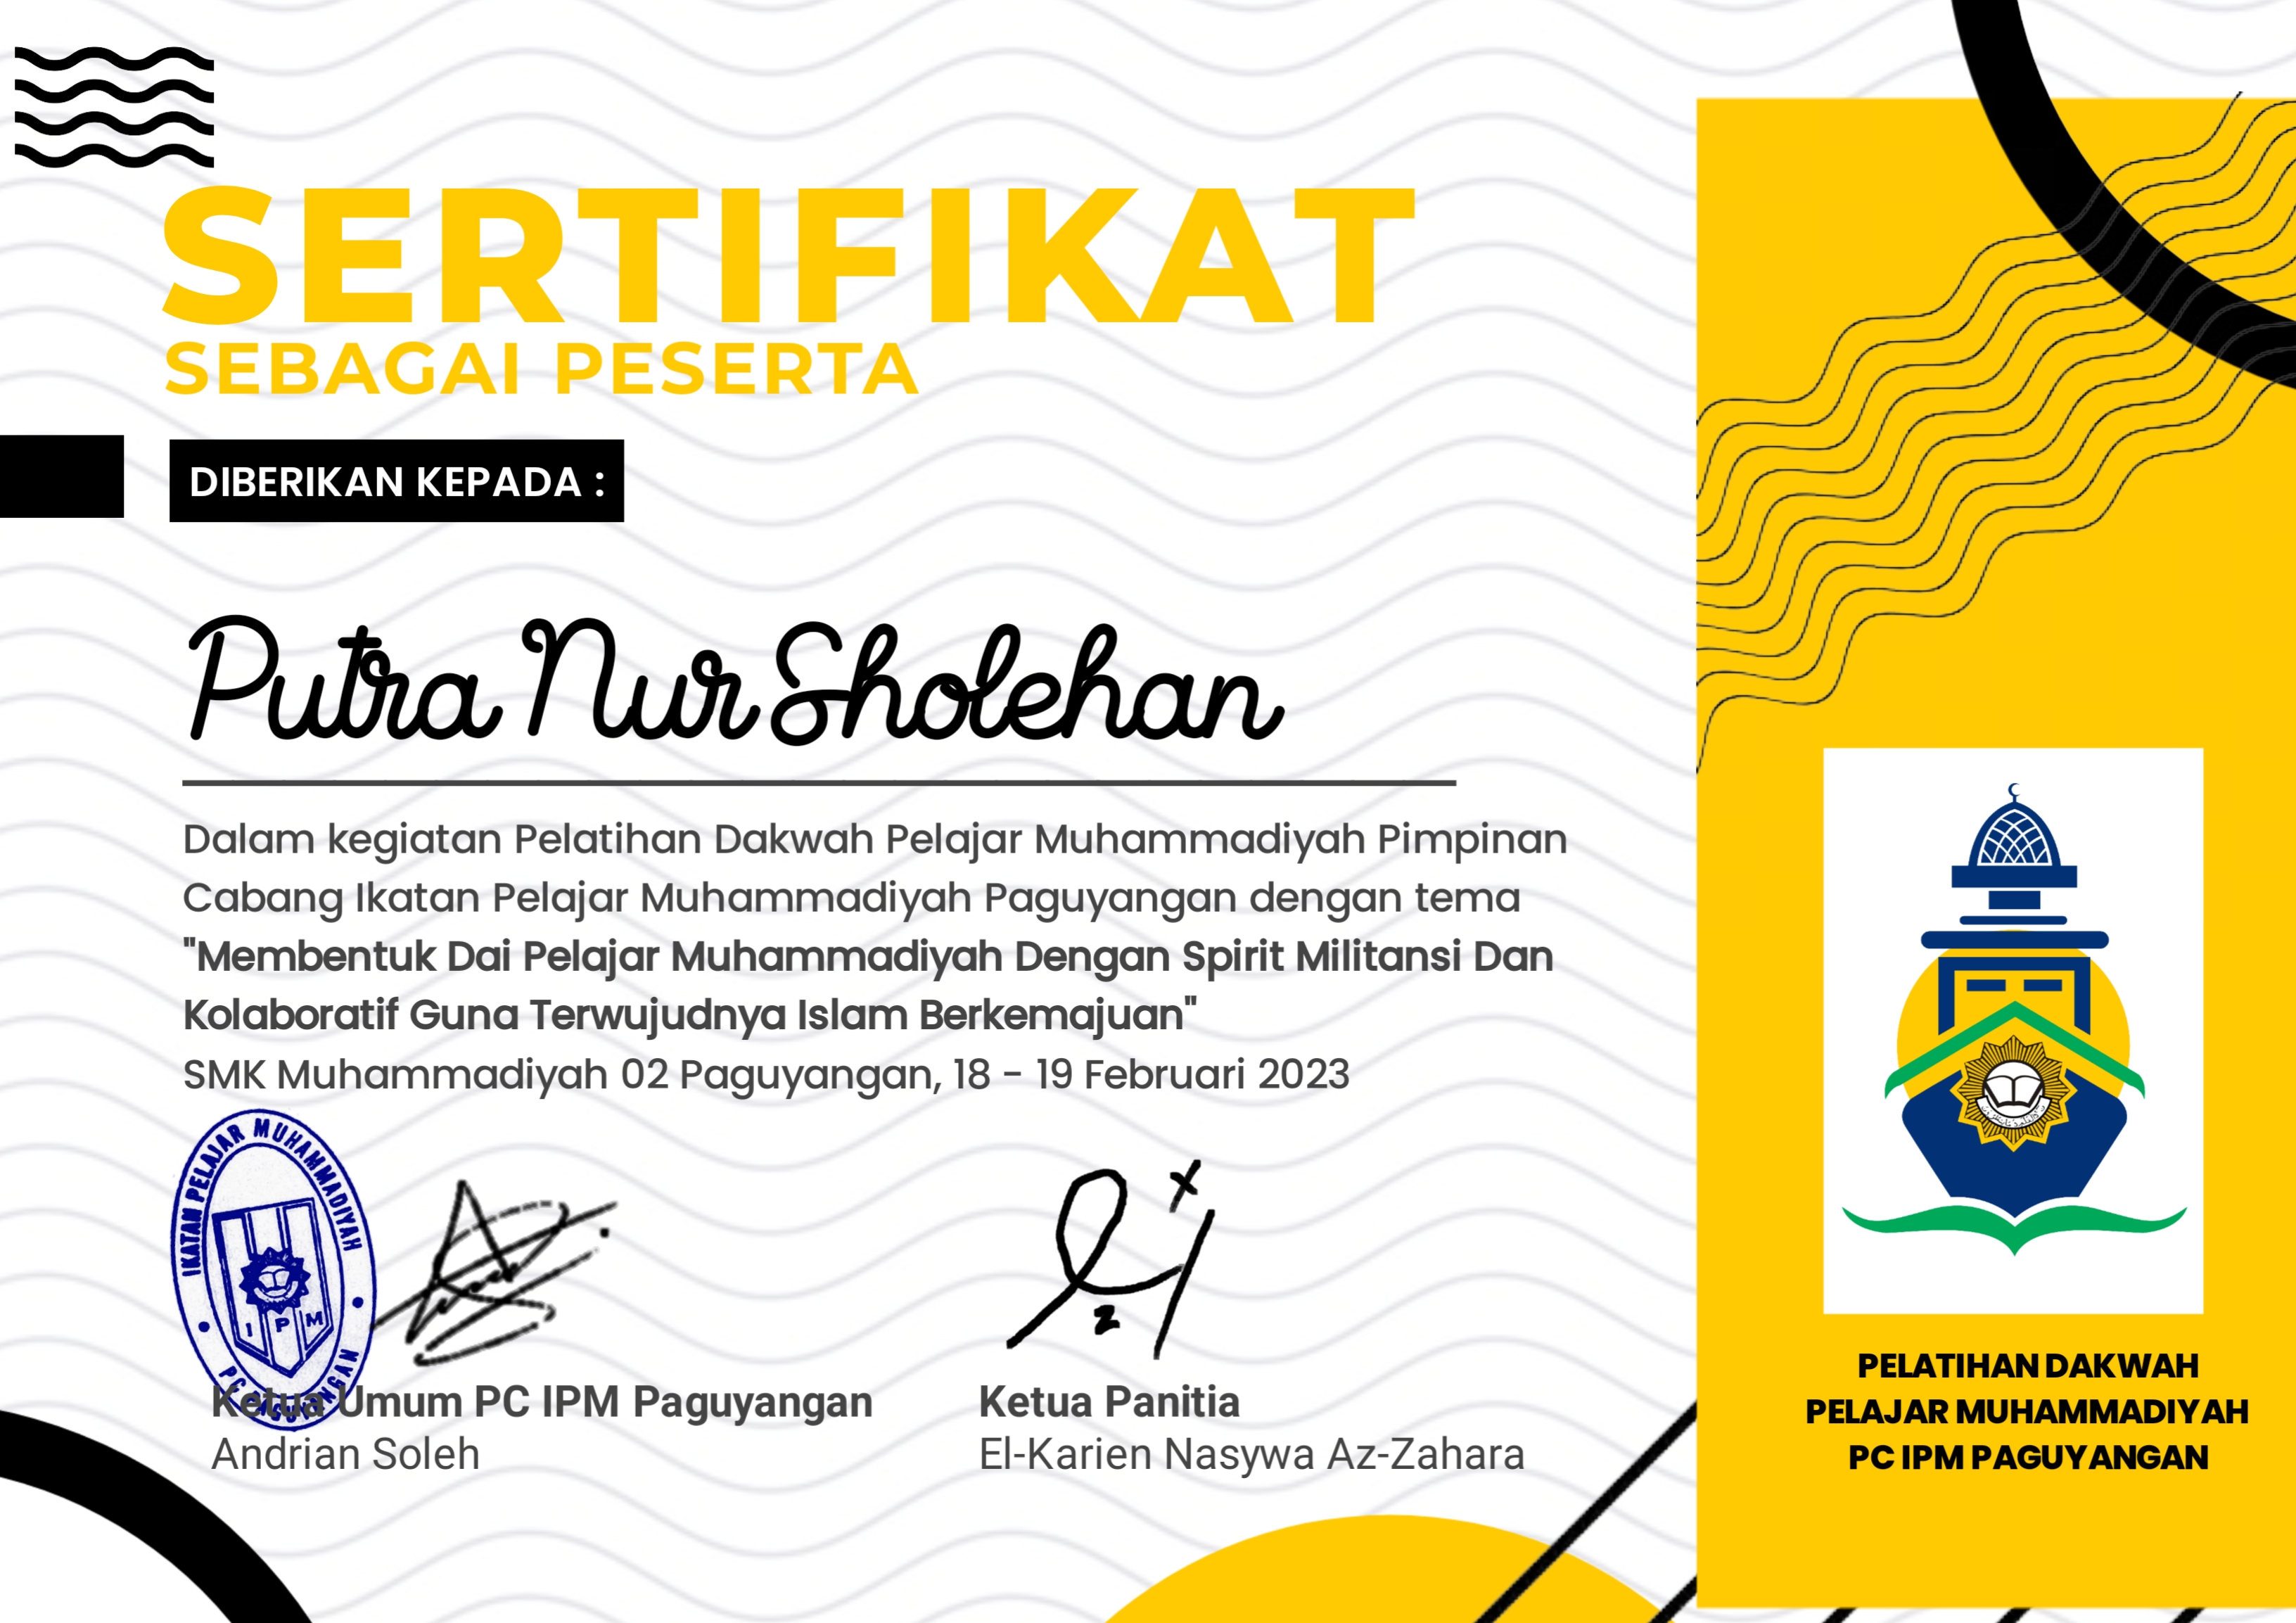 SERTIFIKAT
SEBAGAI PESERTA
DIBERIKAN KEPADA :
Putra Nur Sholehan
Dalam kegiatan Pelatihan Dakwah Pelajar Muhammadiyah Pimpinan
Cabang Ikatan Pelajar Muhammadiyah Paguyangan dengan tema
"Membentuk Dai Pelajar Muhammadiyah Dengan Spirit Militansi Dan
Kolaboratif Guna Terwujudnya Islam Berkemajuan"
SMK Muhammadiyah 02 Paguyangan, 18 - 19 Februari 2023
IKATAN PELAJAR MUHAMMADIYAH
I P M
Ketua Umum PC IPM Paguyangan
Andrian Soleh
Ketua Panitia
El-Karien Nasywa Az-Zahara
PELATIHAN DAKWAH
PELAJAR MUHAMMADIYAH
PC IPM PAGUYANGAN